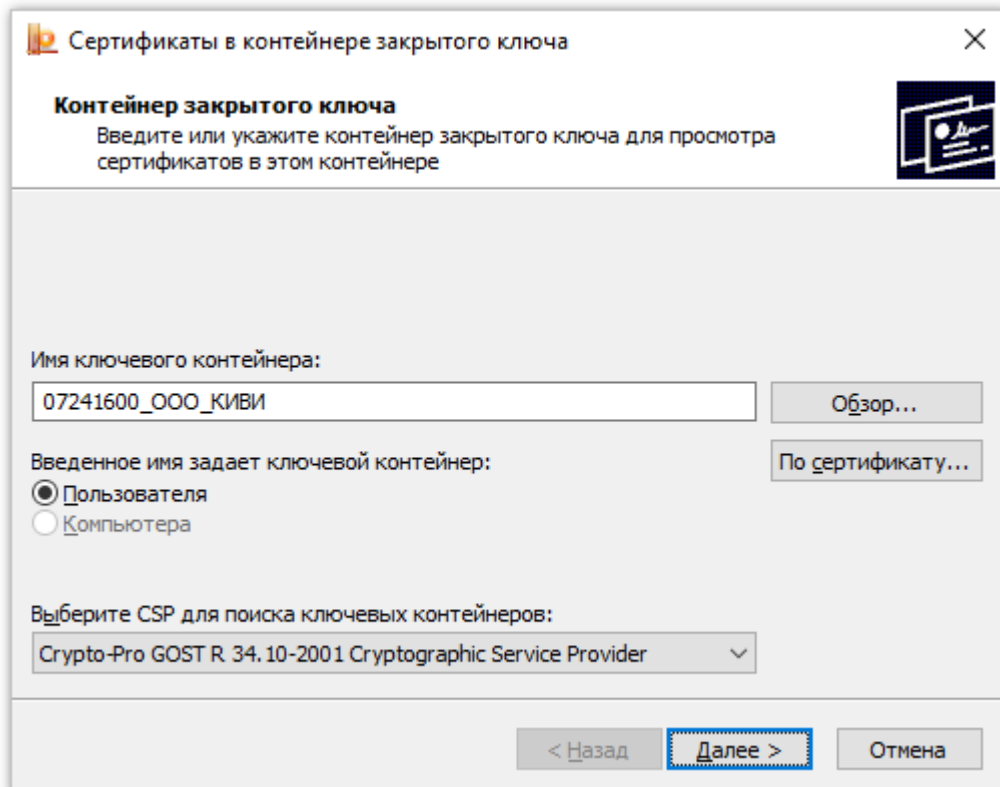 Сертификаты в контейнере закрытого ключа
Контейнер закрытого ключа
Введите или укажите контейнер закрытого ключа для просмотра
сертификатов в этом контейнере
Имя ключевого контейнера:
07241600_ООО_КИВИ
Обзор...
Введенное имя задает ключевой контейнер:
По сертификату...
Пользователя
Компьютера
Выберите CSP для поиска ключевых контейнеров:
Crypto-Pro GOST R 34.10-2001 Cryptographic Service Provider
< Назад
Далее >
Отмена